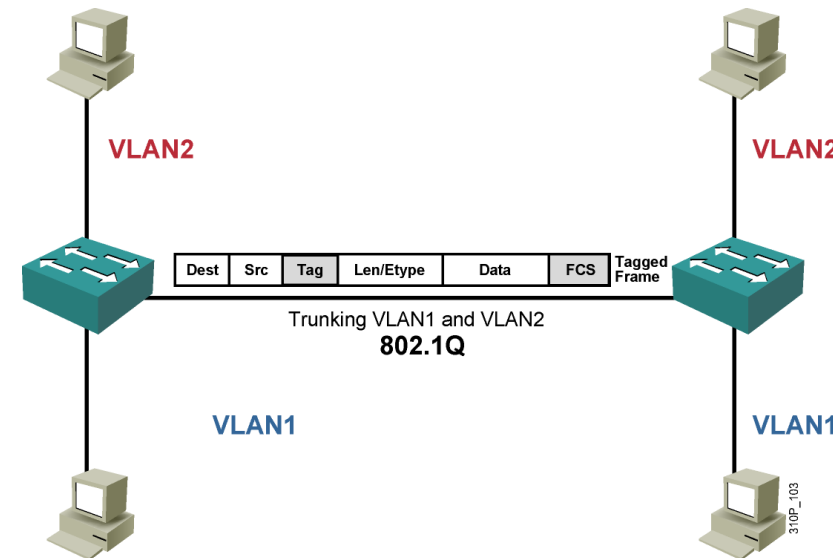 VLAN2
VLAN2
Dest Src Tag Len/Etype Data FCS
Tagged
Frame
Trunking VLAN1 and VLAN2
802.1Q
VLAN1
VLAN1
310P_103